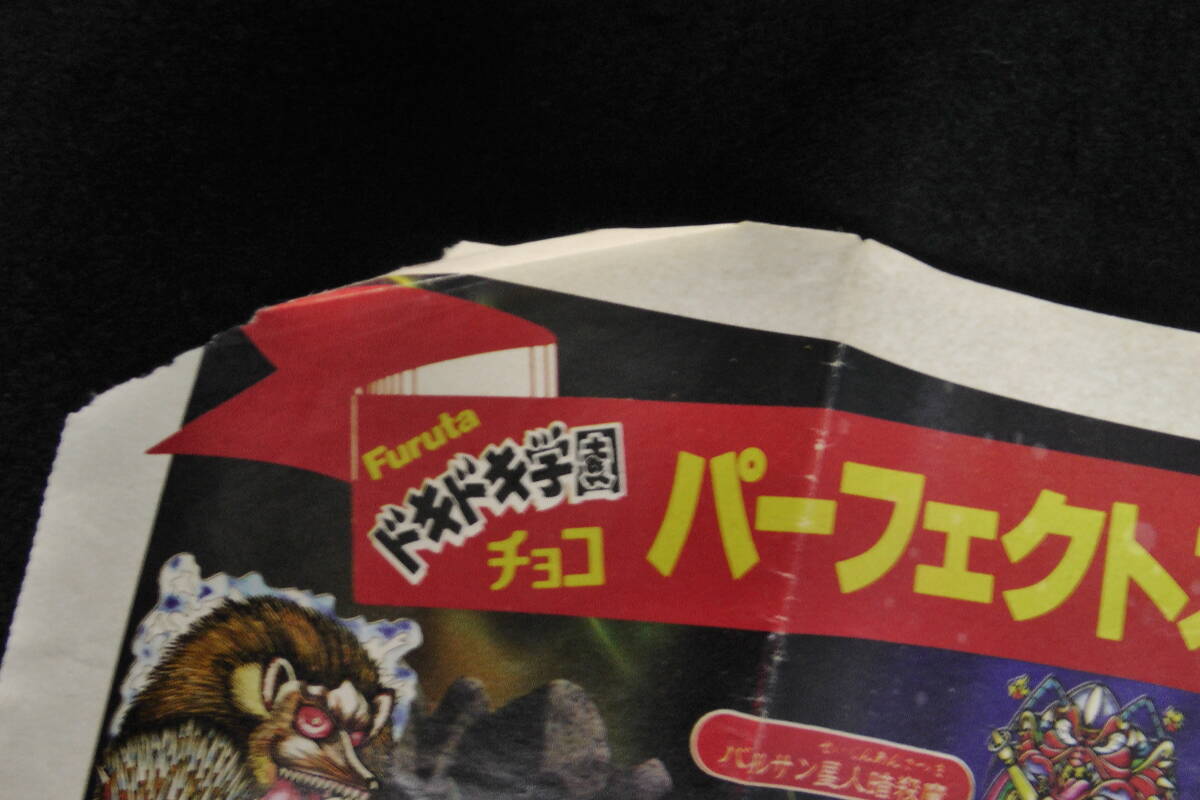 Furuta
ドキドキ学園
チョコ
パーフェクト
バルサン星人暗殺魔